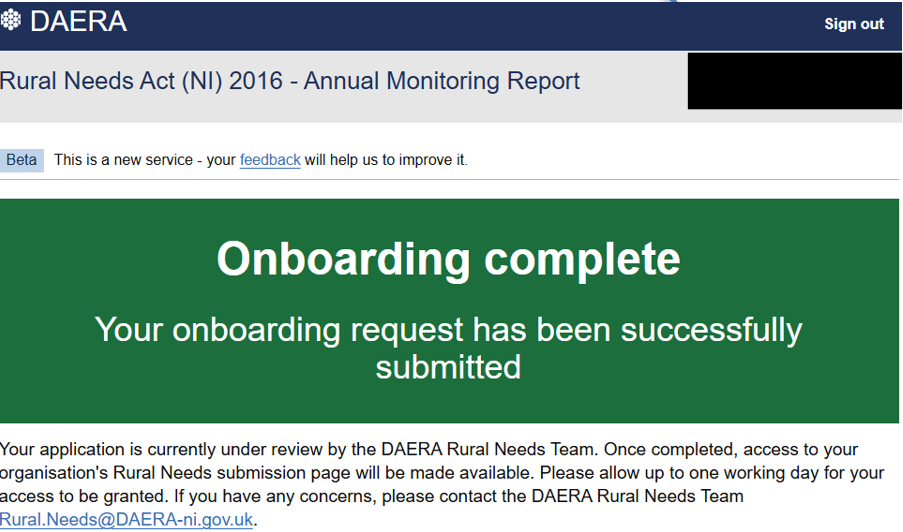 DAERA
Sign out
Rural Needs Act (NI) 2016 - Annual Monitoring Report
Beta This is a new service - your feedback will help us to improve it.
Onboarding complete
Your onboarding request has been successfully
submitted
Your application is currently under review by the DAERA Rural Needs Team. Once completed, access to your
organisation's Rural Needs submission page will be made available. Please allow up to one working day for your
access to be granted. If you have any concerns, please contact the DAERA Rural Needs Team
Rural.Needs@DAERA-ni.gov.uk.